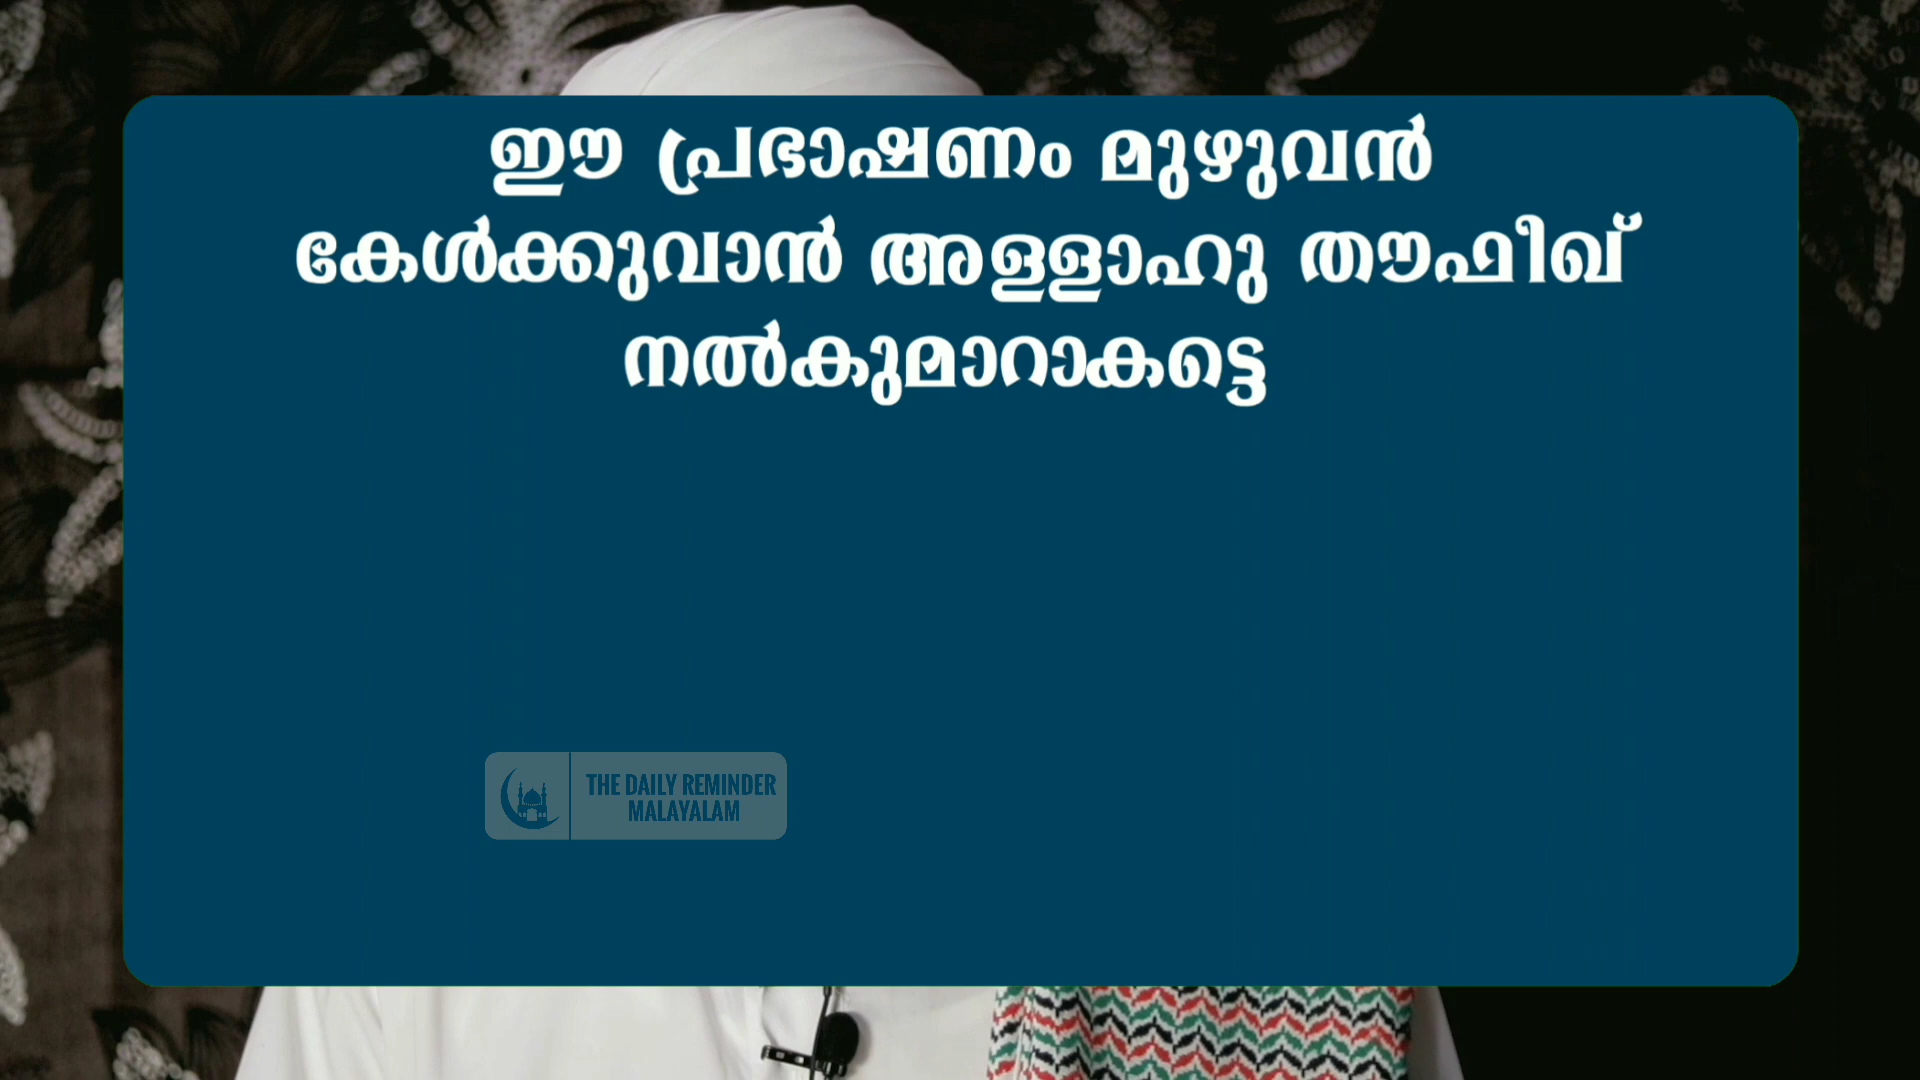 ഈ പ്രഭാഷണം മുഴുവൻ
കേൾക്കുവാൻ അള്ളാഹു തൗഫീഖ്
നൽകുമാറാകട്ടെ
THE DAILY REMINDER
MALAYALAM